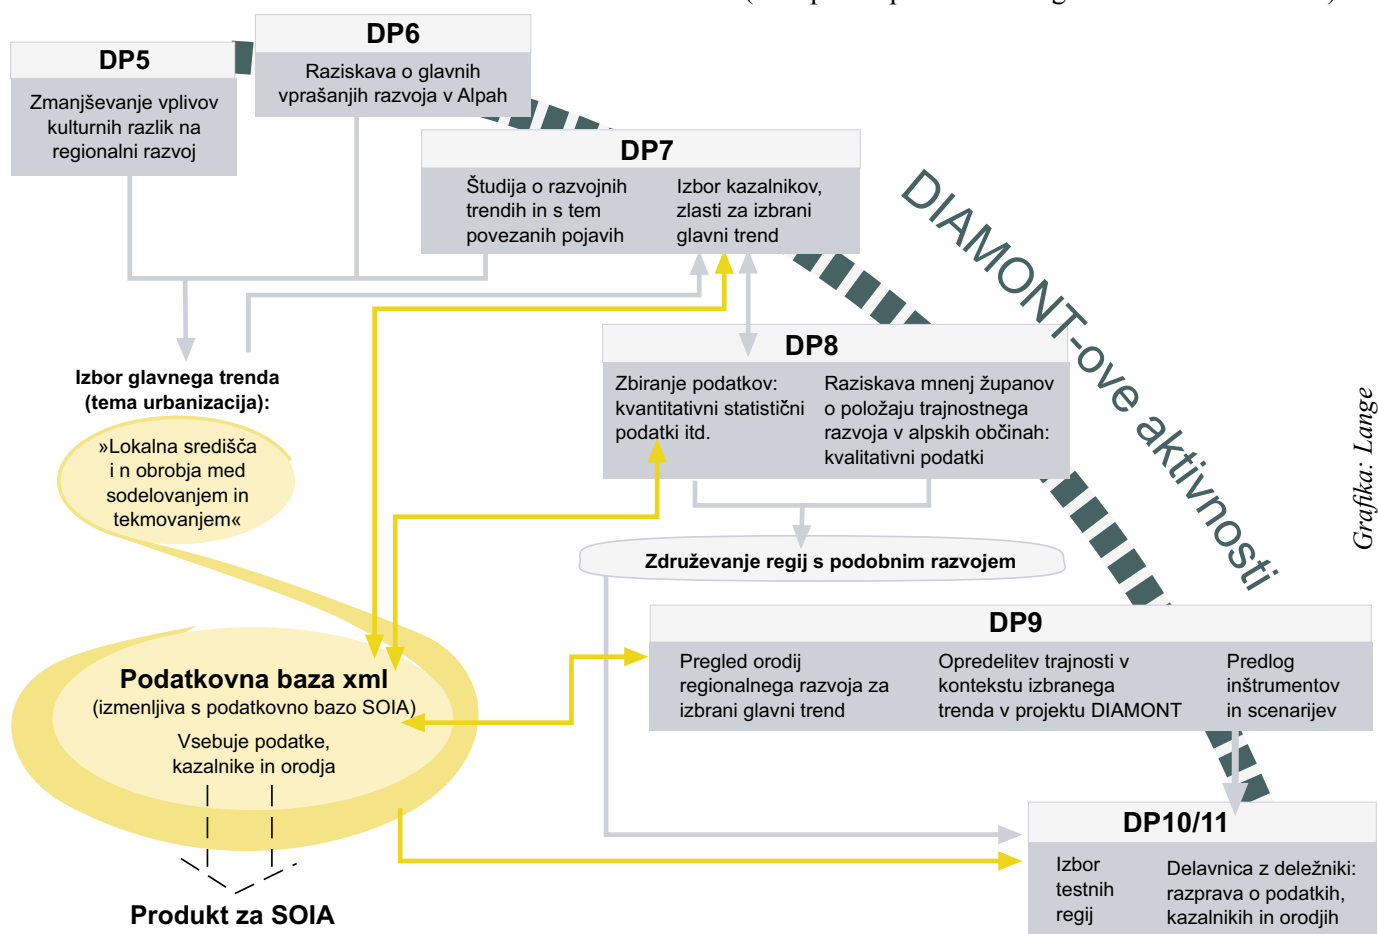 DP5
Zmanjševanje vplivov
kulturnih razlik na
regionalni razvoj
DP6
Raziskava o glavnih
vprašanjih razvoja v Alpah
DP7
Študija o razvojnih
trendih in s tem
povezanih pojavih
Izbor kazalnikov,
zlasti za izbrani
glavni trend
DIAMONT-ove aktivnosti
DP8
Zbiranje podatkov:
kvantitativni statistični
podatki itd.
Raziskava mnenj županov
o položaju trajnostnega
razvoja v alpskih občinah:
kvalitativni podatki
Izbor glavnega trenda
(tema urbanizacija):
»Lokalna središča
i n obrobja med
sodelovanjem in
tekmovanjem«
Združevanje regij s podobnim razvojem
DP9
Pregled orodij
regionalnega razvoja za
izbrani glavni trend
Opredelitev trajnosti v
kontekstu izbranega
trenda v projektu DIAMONT
Predlog
inštrumentov
in scenarijev
Podatkovna baza xml
(izmenljiva s podatkovno bazo SOIA)
Vsebuje podatke,
kazalnike in orodja
Produkt za SOIA
DP10/11
Izbor
testnih
regij
Delavnica z deležniki:
razprava o podatkih,
kazalnikih in orodjih
Grafika: Lange